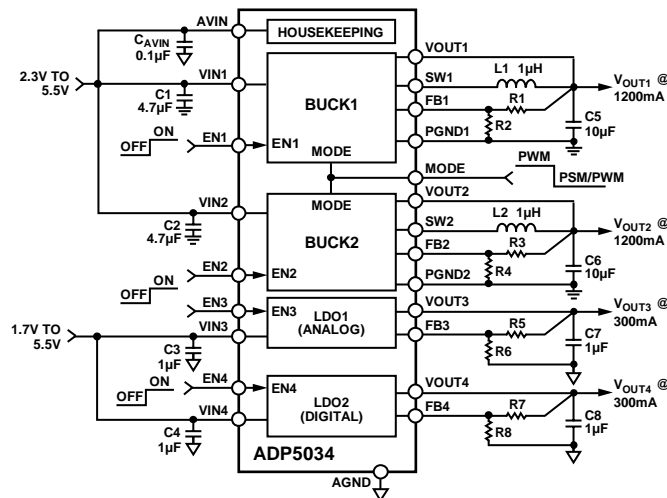 AVIN
HOUSEKEEPING
CAVIN
0.1µF
VOUT1
L1 1µH
2.3V TO
5.5V
VIN1
SW1
VOUT1 @
1200mA
C1
4.7µF
BUCK1
FB1
R1
R2
C5
10µF
ON
OFF
EN1
EN1
PGND1
MODE
MODE
PWM
PSM/PWM
VOUT2
VIN2
MODE
L2 1µH
SW2
VOUT2 @
1200mA
C2
4.7µF
BUCK2
FB2
R3
R4
C6
10µF
ON
OFF
EN2
EN2
PGND2
EN3
EN3
LDO1
(ANALOG)
VOUT3
VOUT3 @
300mA
1.7V TO
5.5V
VIN3
FB3
R5
R6
C7
1µF
C3
1µF
ON
OFF
EN4
EN4
LDO2
(DIGITAL)
VOUT4
VOUT4 @
300mA
VIN4
FB4
R7
R8
C8
1µF
C4
1µF
ADP5034
AGND